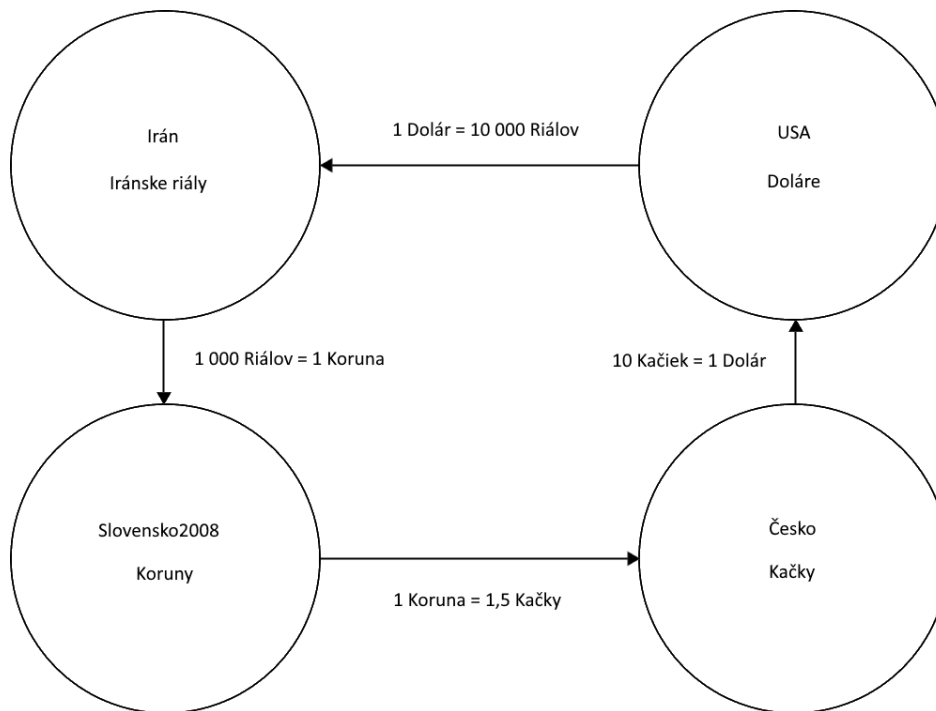 Irán
Iránske riály
1 Dolár = 10 000 Riálov
USA
Doláre
1 000 Riálov = 1 Koruna
10 Kačiek = 1 Dolár
Slovensko2008
Koruny
1 Koruna = 1,5 Kačky
Česko
Kačky